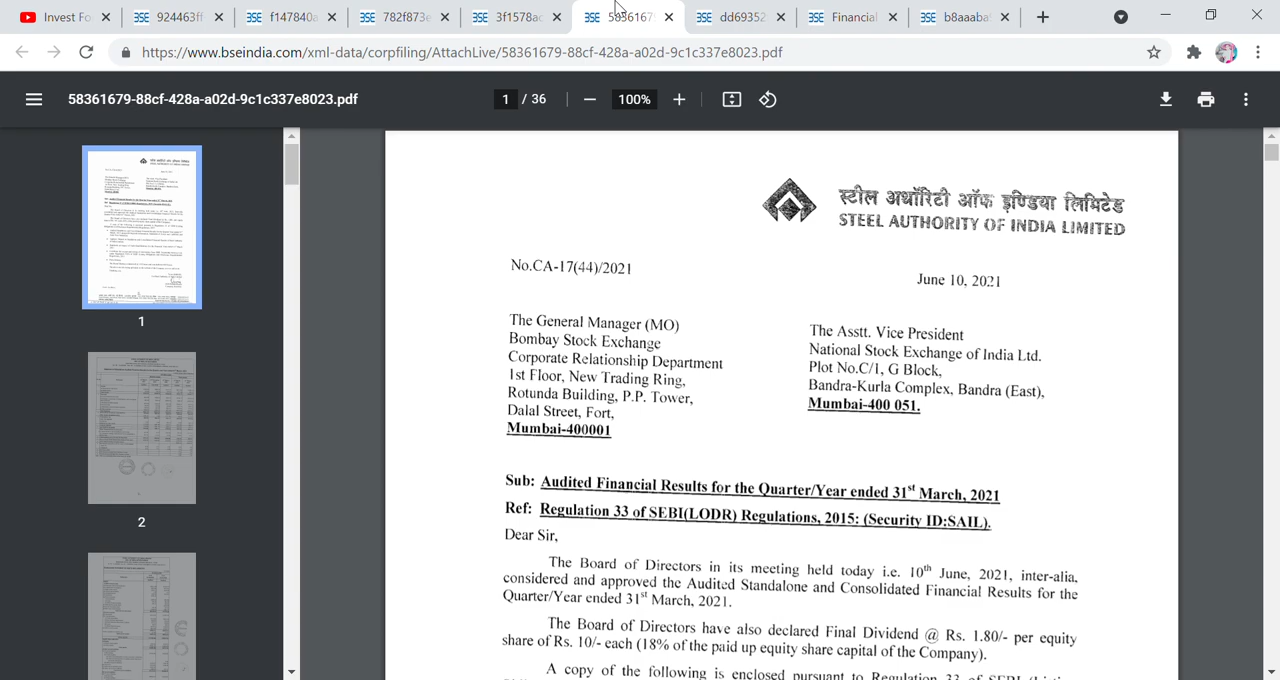 Invest Fo
924463ff
f147840a
782f873e
3f1578ac
5836167
dd69352
Financial
b8aaaba
https://www.bseindia.com/xml-data/corpfiling/AttachLive/58361679-88cf-428a-a02d-9c1c337e8023.pdf
58361679-88cf-428a-a02d-9c1c337e8023.pdf
1 / 36
100%
1
2
स्टील अथॉरिटी ऑफ इण्डिया लिमिटेड
STEEL AUTHORITY OF INDIA LIMITED
No.CA-17(44)/2021
June 10, 2021
The General Manager (MO)
Bombay Stock Exchange
Corporate Relationship Department
1st Floor, New Trading Ring,
Rotunda Building, P.P. Tower,
Dalal Street, Fort,
Mumbai-400001
The Asstt. Vice President
National Stock Exchange of India Ltd.
Plot No.C/1, G Block,
Bandra-Kurla Complex, Bandra (East),
Mumbai-400 051.
Sub: Audited Financial Results for the Quarter/Year ended 31st March, 2021
Ref: Regulation 33 of SEBI(LODR) Regulations, 2015: (Security ID:SAIL).
Dear Sir,
The Board of Directors in its meeting held today i.e, 10th June, 2021, inter-alia,
considered and approved the Audited Standalone and Consolidated Financial Results for the
Quarter/Year ended 31st March, 2021.
The Board of Directors have also declared Final Dividend @ Rs. 1.80/- per equity
share of Rs. 10/- each (18% of the paid up equity share capital of the Company).
A copy of the following is enclosed pursuant to Regulation 33 of SEBI